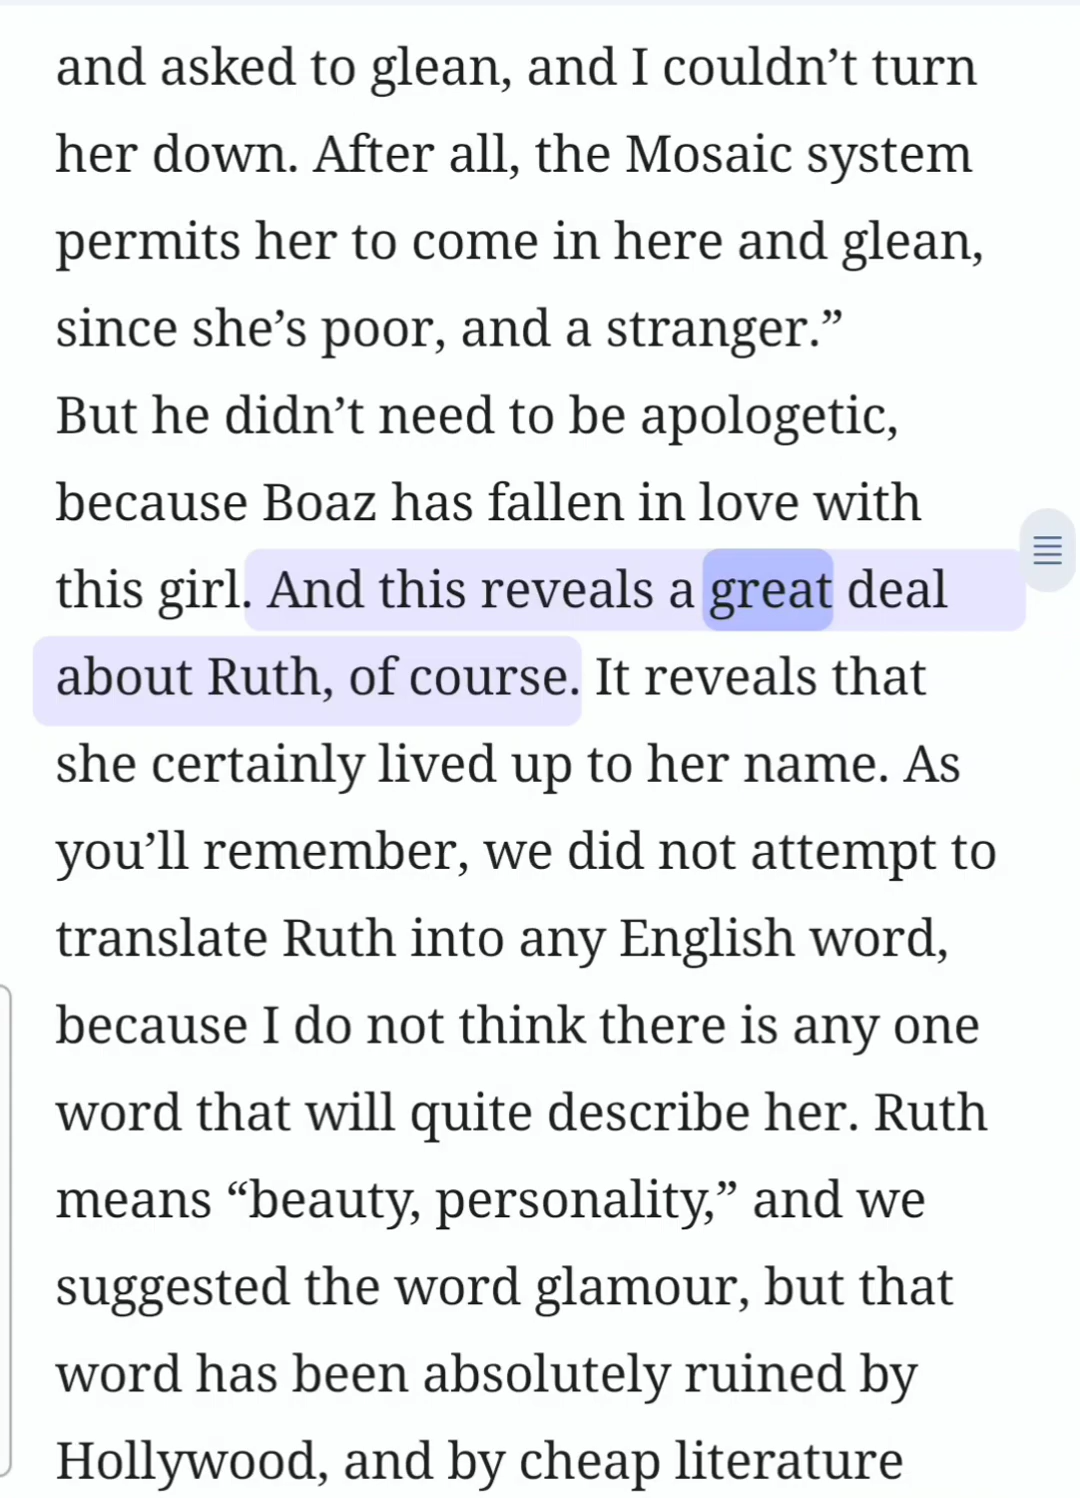 and asked to glean, and I couldn’t turn
her down. After all, the Mosaic system
permits her to come in here and glean,
since she’s poor, and a stranger.”
But he didn’t need to be apologetic,
because Boaz has fallen in love with
this girl. And this reveals a great deal
about Ruth, of course. It reveals that
she certainly lived up to her name. As
you’ll remember, we did not attempt to
translate Ruth into any English word,
because I do not think there is any one
word that will quite describe her. Ruth
means “beauty, personality,” and we
suggested the word glamour, but that
word has been absolutely ruined by
Hollywood, and by cheap literature